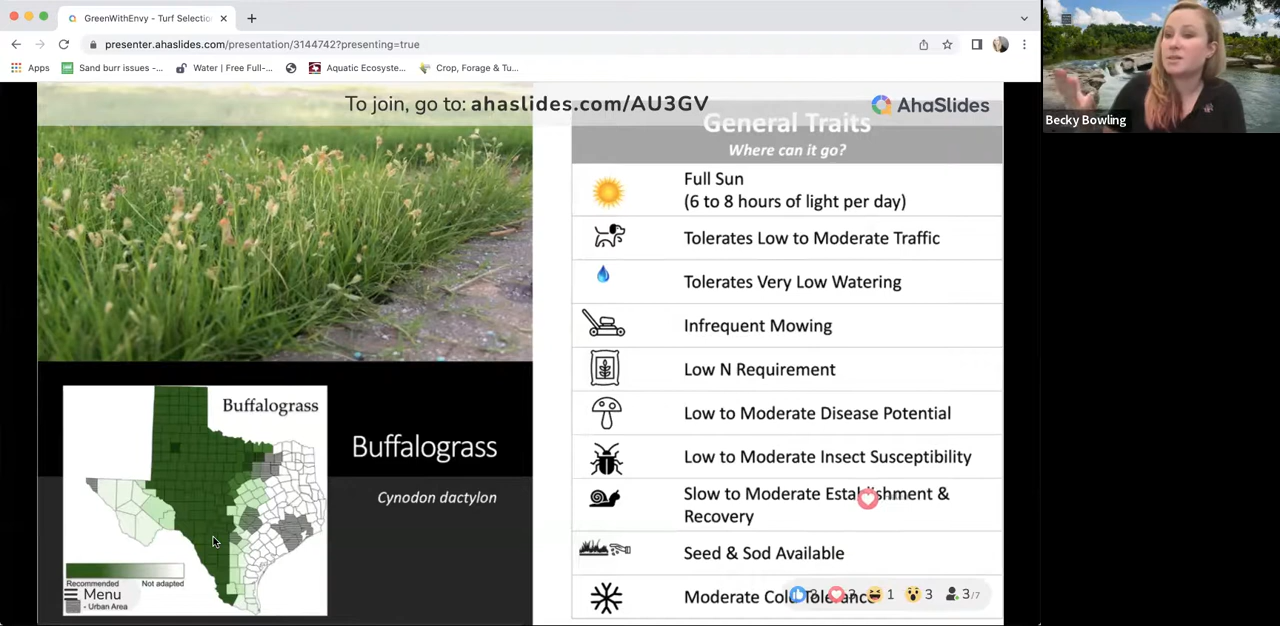 GreenWithEnvy - Turf Selectio
presenter.ahaslides.com/presentation/3144742?presenting=true
Apps
Sand burr issues -...
Water | Free Full-...
Aquatic Ecosyste...
Crop, Forage & Tu...
Becky Bowling
To join, go to: ahaslides.com/AU3GV
AhaSlides
General Traits
Where can it go?
Full Sun
(6 to 8 hours of light per day)
Tolerates Low to Moderate Traffic
Tolerates Very Low Watering
Infrequent Mowing
Low N Requirement
Low to Moderate Disease Potential
Low to Moderate Insect Susceptibility
Slow to Moderate Establishment &
Recovery
Seed & Sod Available
Moderate Cold Tolerance
1
3
3/7
Buffalograss
Buffalograss
Cynodon dactylon
Recommended Not adapted
Menu
- Urban Area